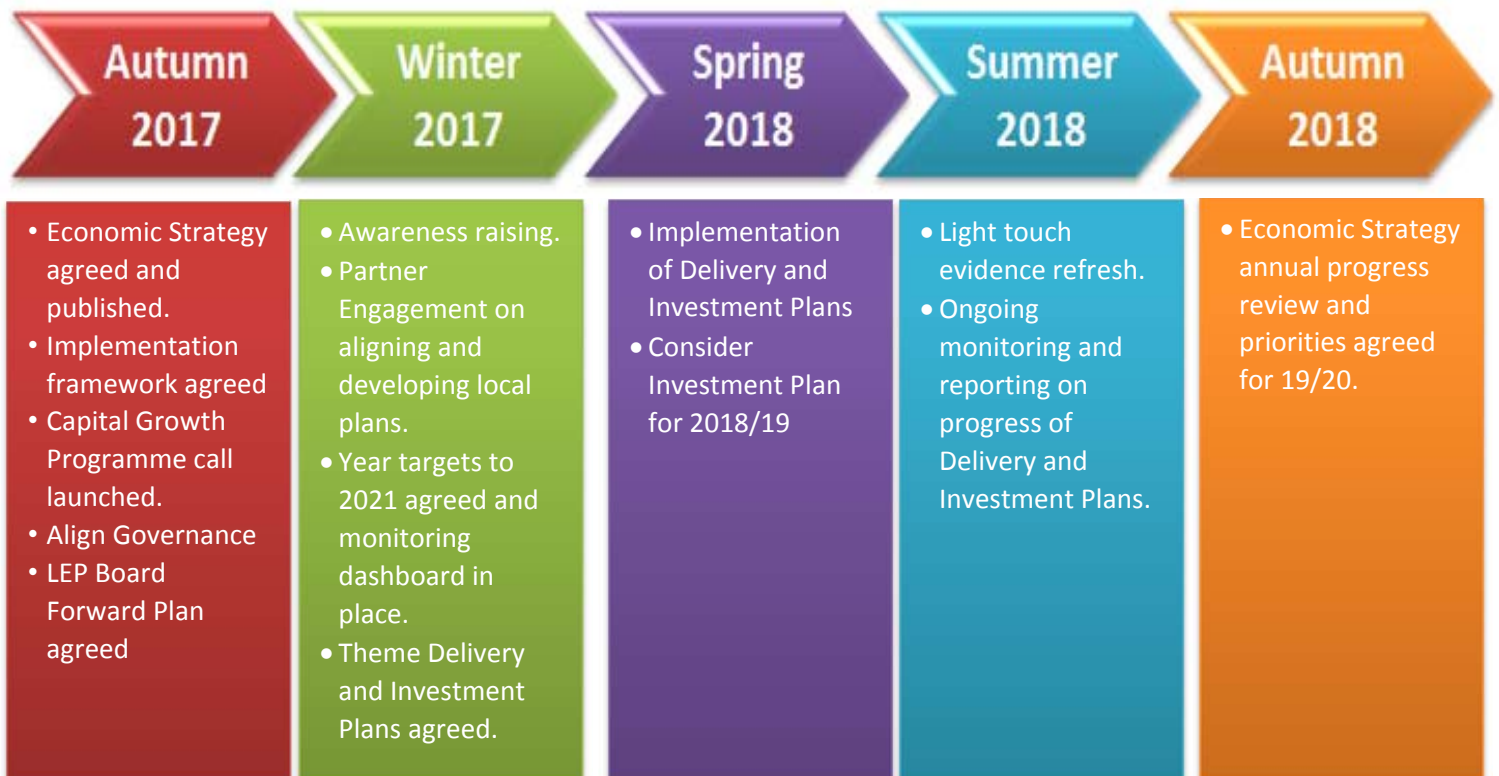 Autumn
2017
Winter
2017
Spring
2018
Summer
2018
Autumn
2018
• Economic Strategy
agreed and
published.
• Implementation
framework agreed
• Capital Growth
Programme call
launched.
• Align Governance
• LEP Board
Forward Plan
agreed
• Awareness raising.
• Partner
Engagement on
aligning and
developing local
plans.
• Year targets to
2021 agreed and
monitoring
dashboard in
place.
• Theme Delivery
and Investment
Plans agreed.
• Implementation
of Delivery and
Investment Plans
• Consider
Investment Plan
for 2018/19
• Light touch
evidence refresh.
• Ongoing
monitoring and
reporting on
progress of
Delivery and
Investment Plans.
• Economic Strategy
annual progress
review and
priorities agreed
for 19/20.